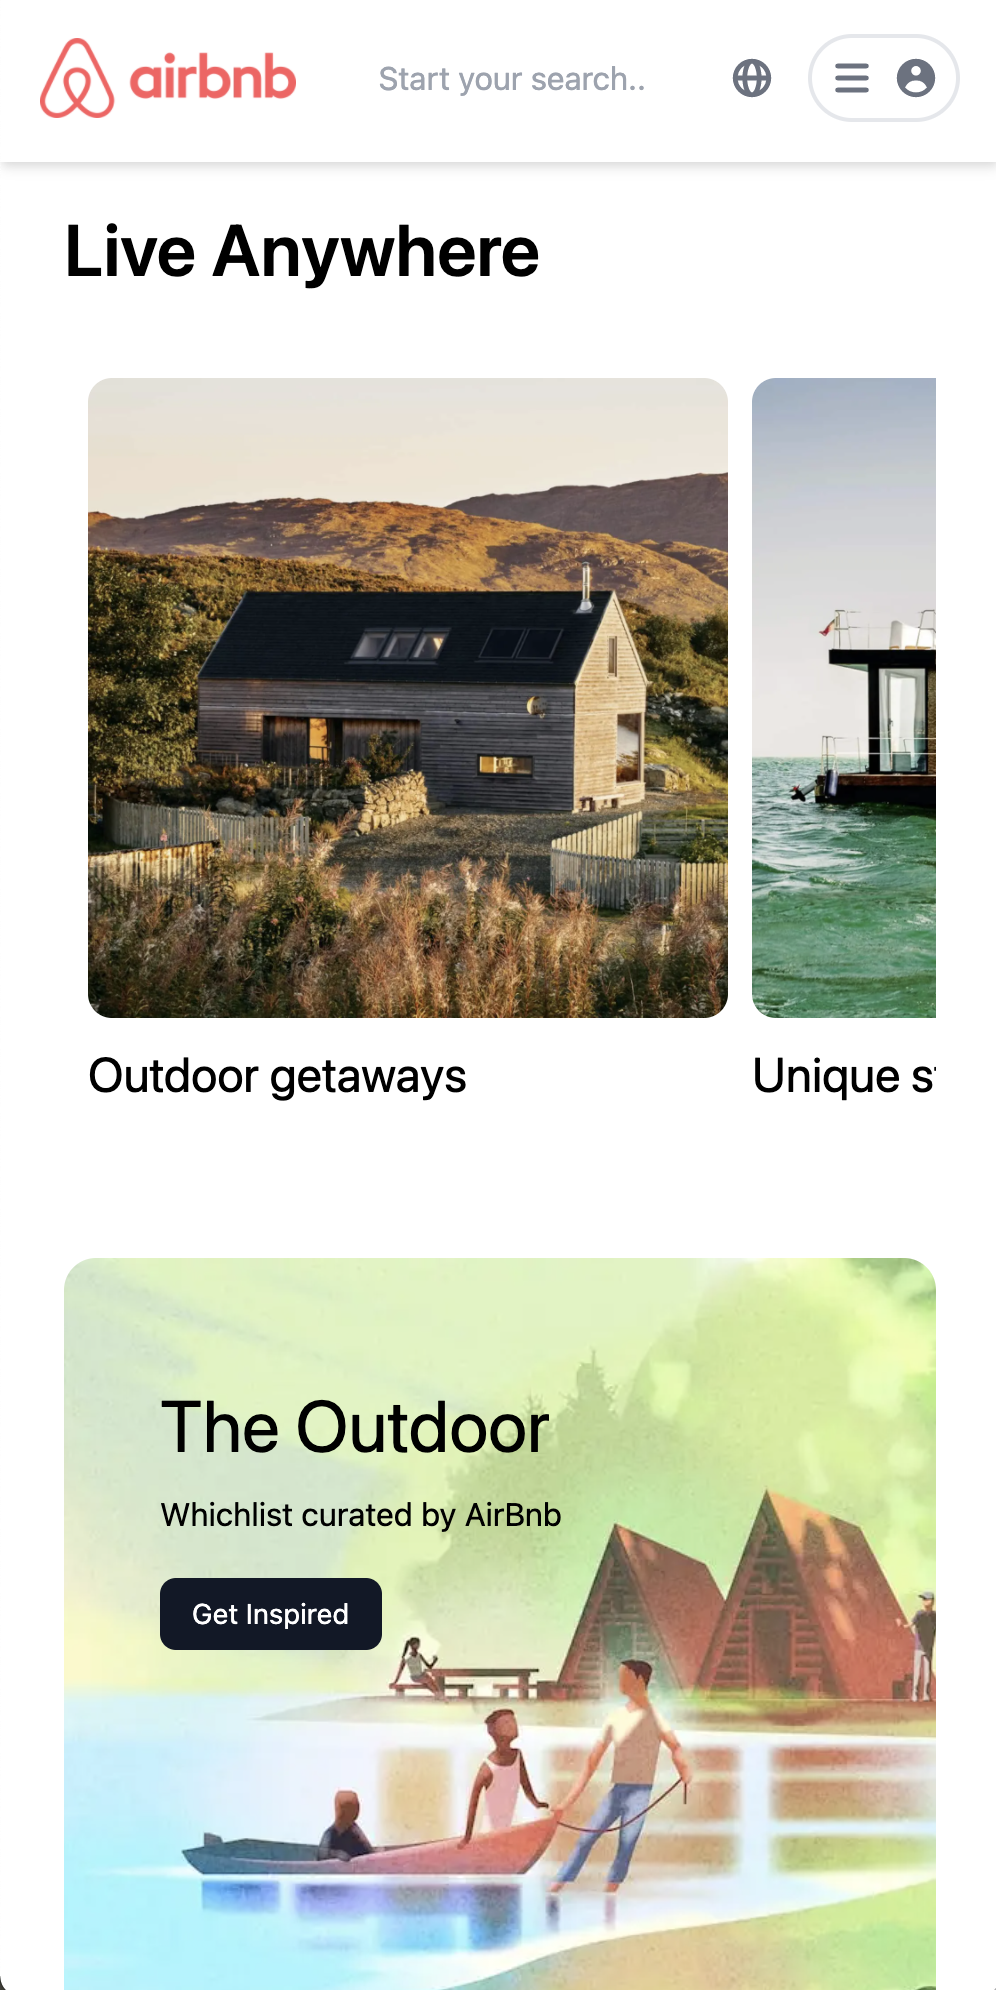 airbnb
Start your search..
Live Anywhere
Outdoor getaways
Unique
The Outdoor
Whichlist curated by AirBnb
Get Inspired